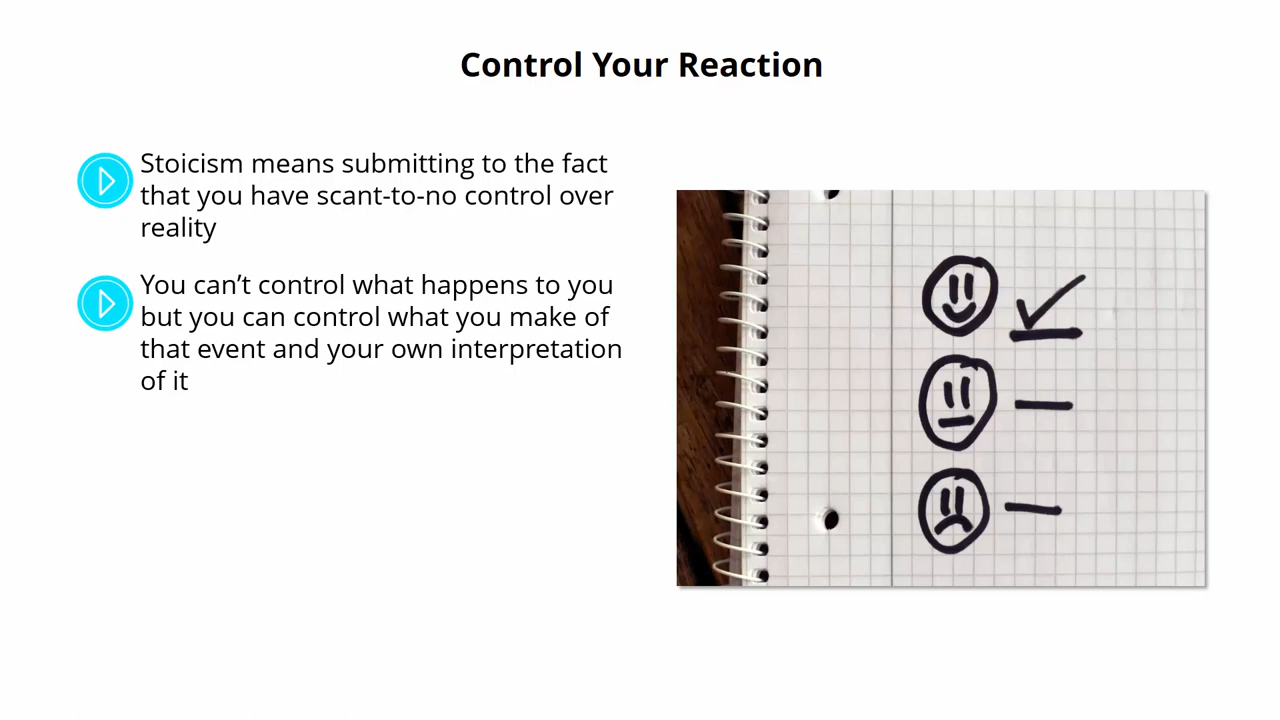 Control Your Reaction
Stoicism means submitting to the fact
that you have scant-to-no control over
reality
You can’t control what happens to you
but you can control what you make of
that event and your own interpretation
of it